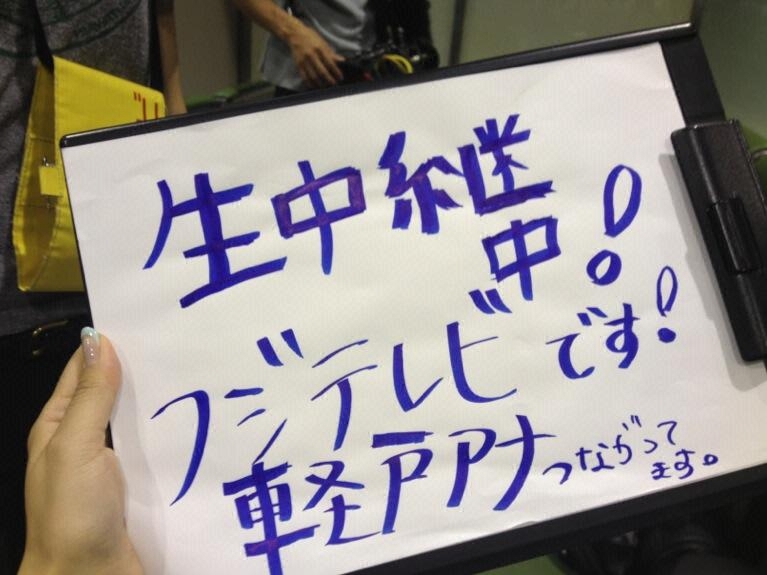 生中継
中!
フジテレビです!
軽部アナつながって
ます。